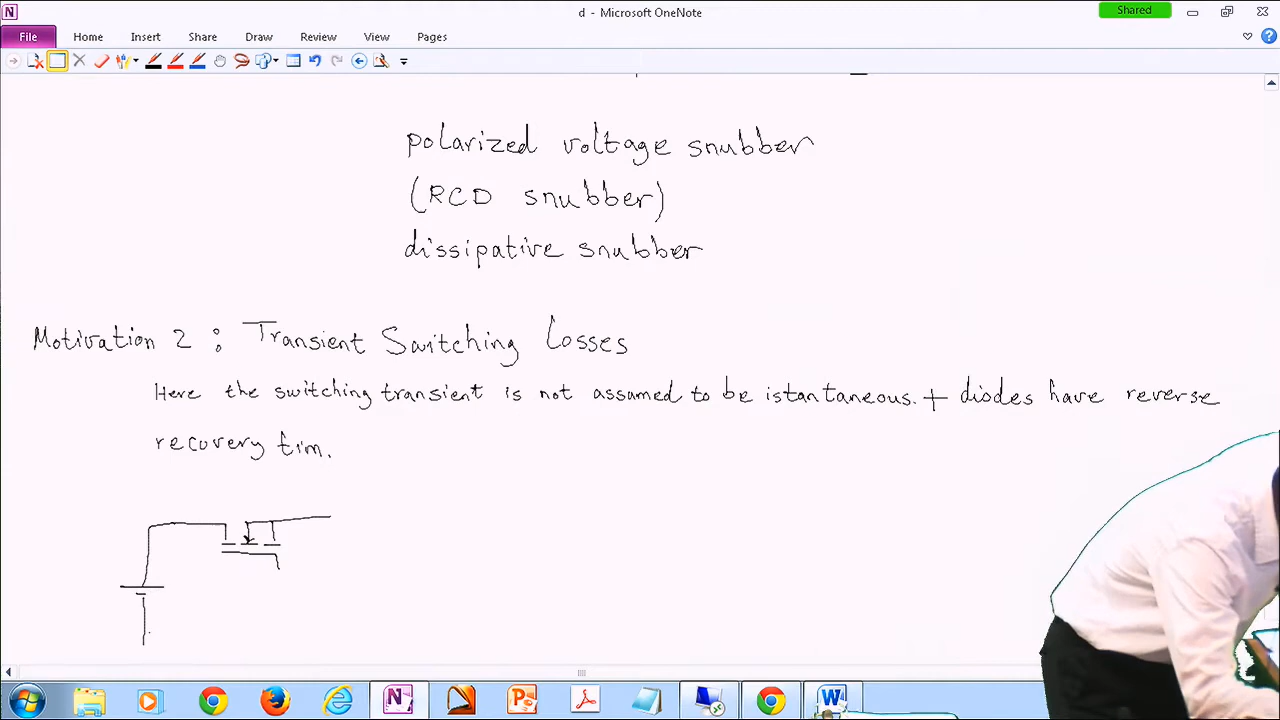 d - Microsoft OneNote
Shared
File Home Insert Share Draw Review View Pages
polarized voltage snubber
(RCD snubber)
dissipative snubber
Motivation 2 : Transient Switching Losses
Here the switching transient is not assumed to be istantaneous. + diodes have reverse
recovery tim.